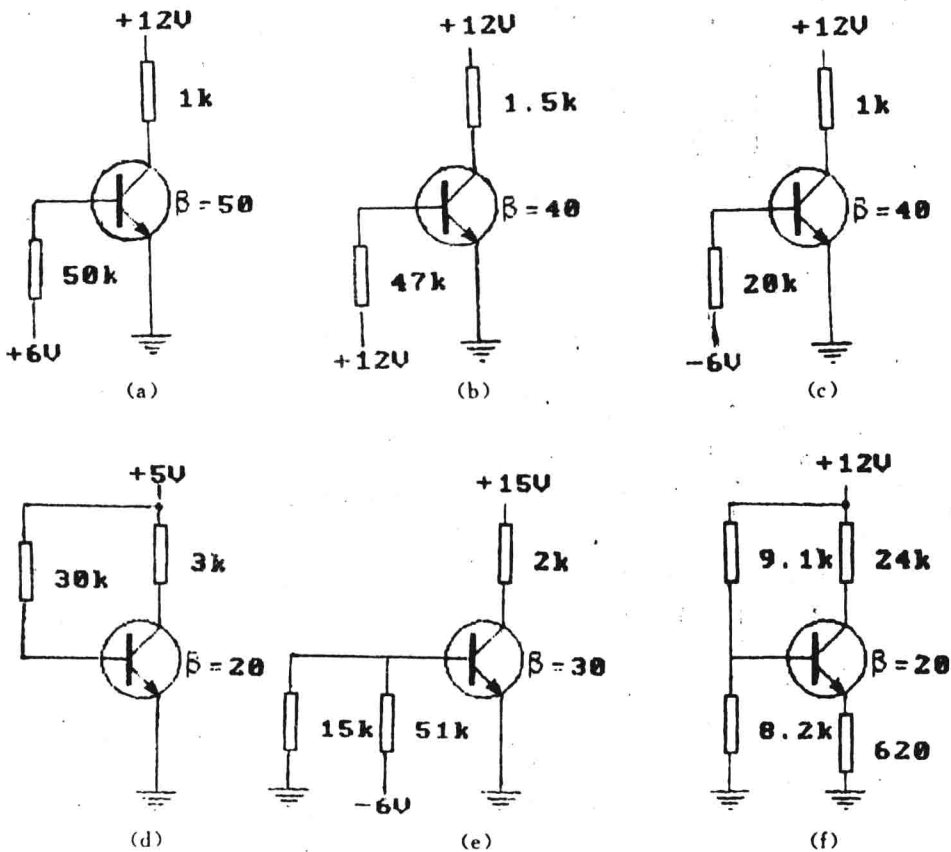 +12V +12V +12V
1k 1.5k 1k
β=50 β=40 β=40
50k 47k 20k
+6V +12V -6V
(a) (b) (c)
+5V +15V +12V
30k 3k 2k 9.1k 24k
β=20 β=30 β=20
15k 51k 8.2k 620
-6V
(d) (e) (f)